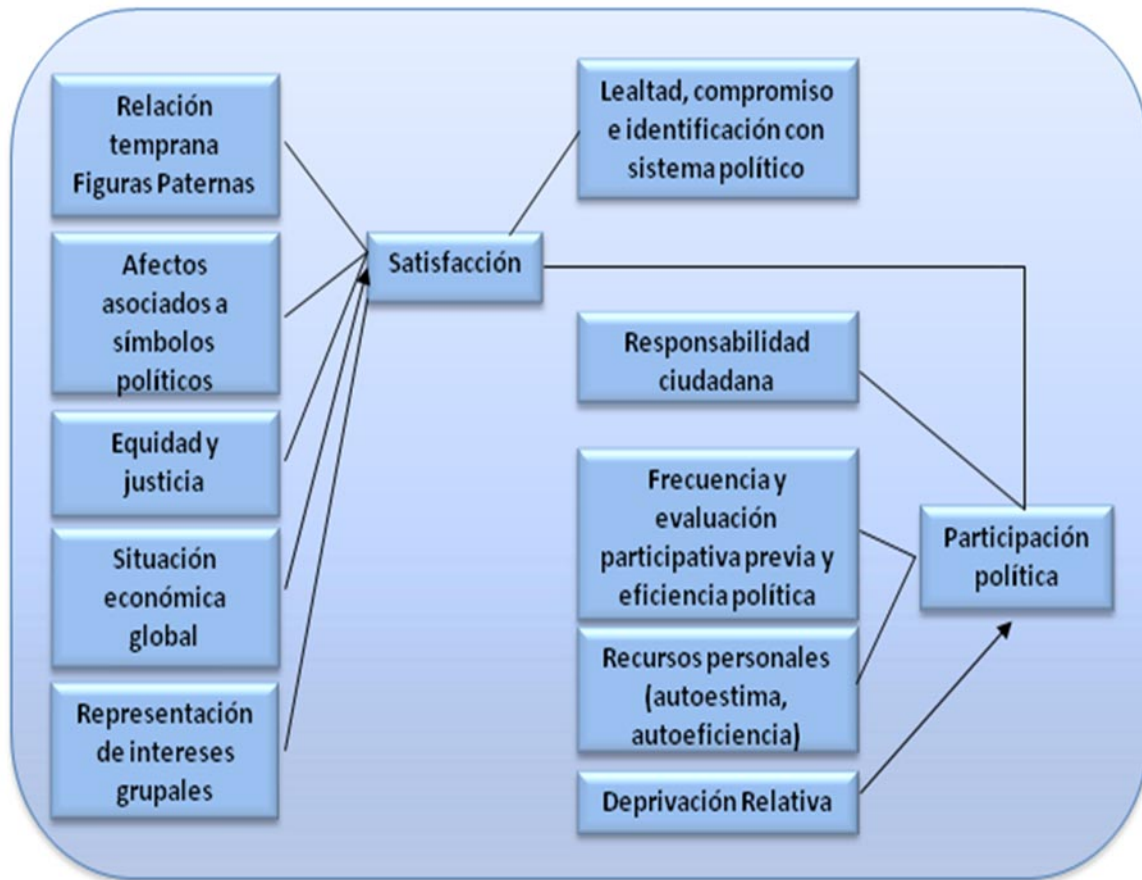 Relación
temprana
Figuras Paternas
Afectos
asociados a
símbolos
políticos
Equidad y
justicia
Situación
económica
global
Representación
de intereses
grupales
Satisfacción
Lealtad, compromiso
e identificación con
sistema político
Responsabilidad
ciudadana
Frecuencia y
evaluación
participativa previa y
eficiencia política
Recursos personales
(autoestima,
autoeficiencia)
Deprivación Relativa
Participación
política